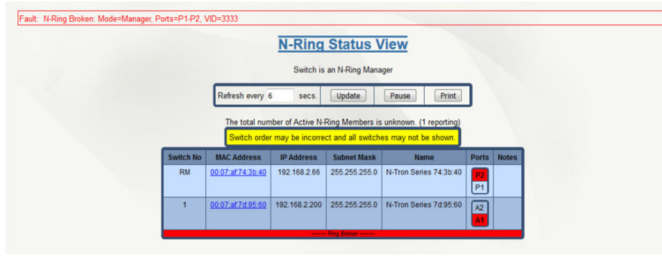 Fault: N-Ring Broken: Mode=Manager, Ports=P1-P2, VID=3333
N-Ring Status View
Switch is an N-Ring Manager
Refresh every 6 secs. Update Pause Print
The total number of Active N-Ring Members is unknown. (1 reporting)
Switch order may be incorrect and all switches may not be shown.
Switch No MAC Address IP Address Subnet Mask Name Ports Notes
RM 00:07:af:74:3b:40 192.168.2.66 255.255.255.0 N-Tron Series 74:3b:40 P2
P1
1 00:07:af:7d:95:60 192.168.2.200 255.255.255.0 N-Tron Series 7d:95:60 A2
A1
------ Ring Broken ------